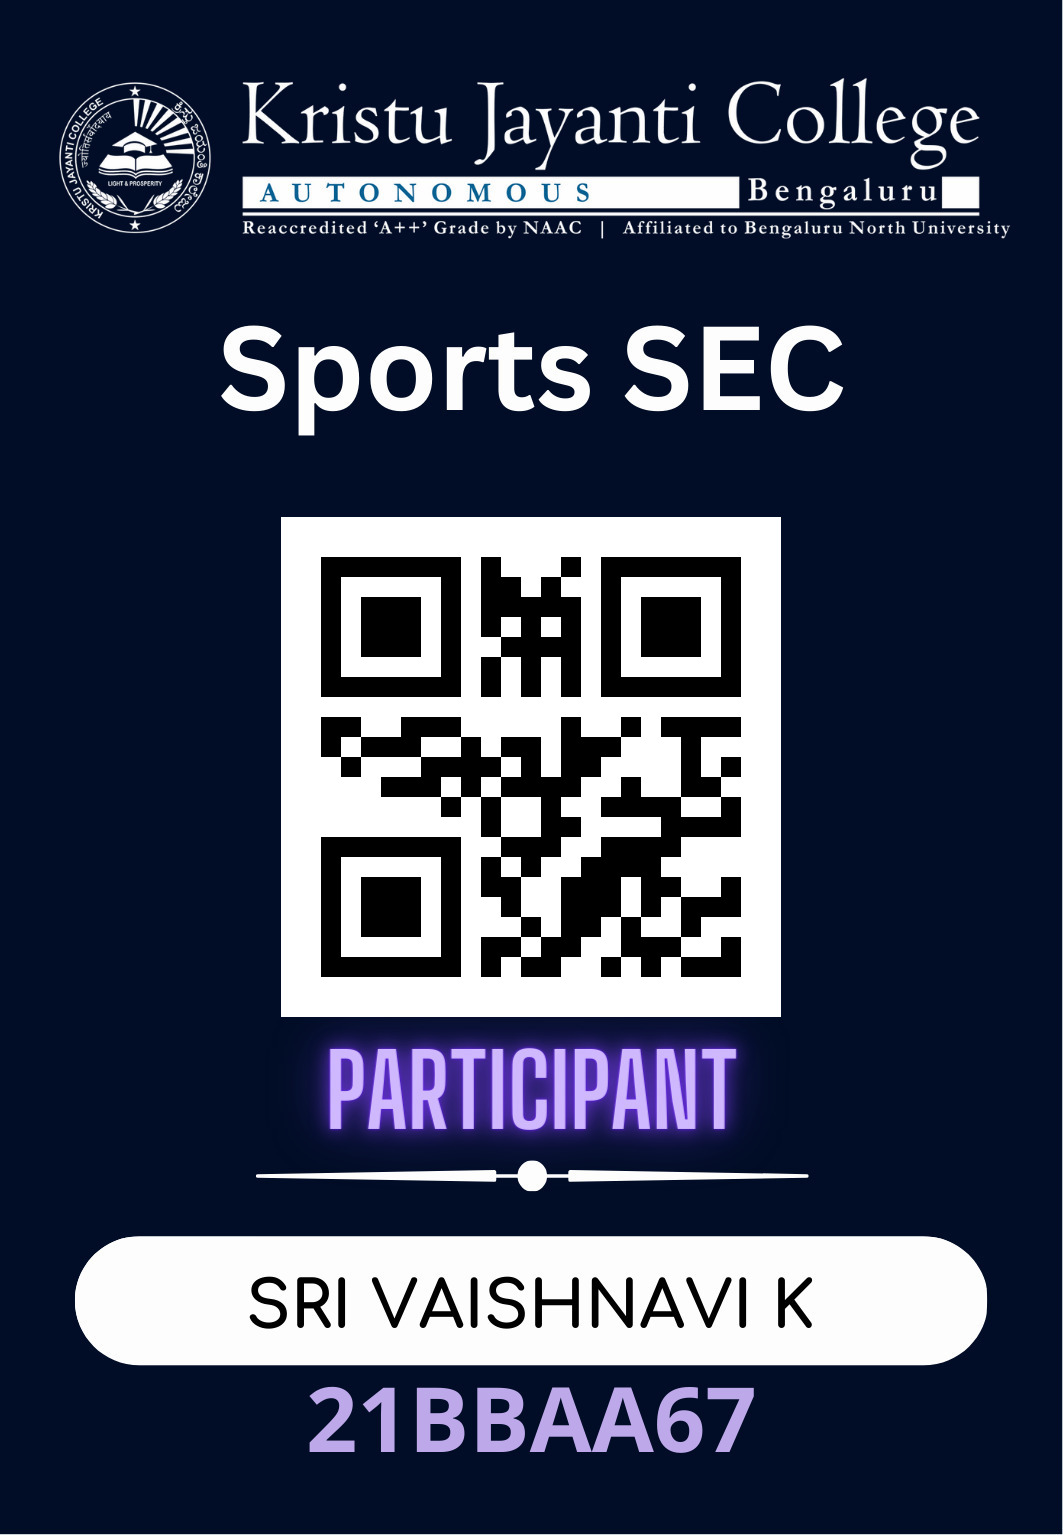 KRISTU JAYANTI COLLEGE
ಕ್ರಿಸ್ತು ಜಯಂತಿ ಕಾಲೇಜು
LIGHT & PROSPERITY
Kristu Jayanti College
AUTONOMOUS Bengaluru
Reaccredited ‘A++’ Grade by NAAC | Affiliated to Bengaluru North University
Sports SEC
PARTICIPANT
SRI VAISHNAVI K
21BBAA67